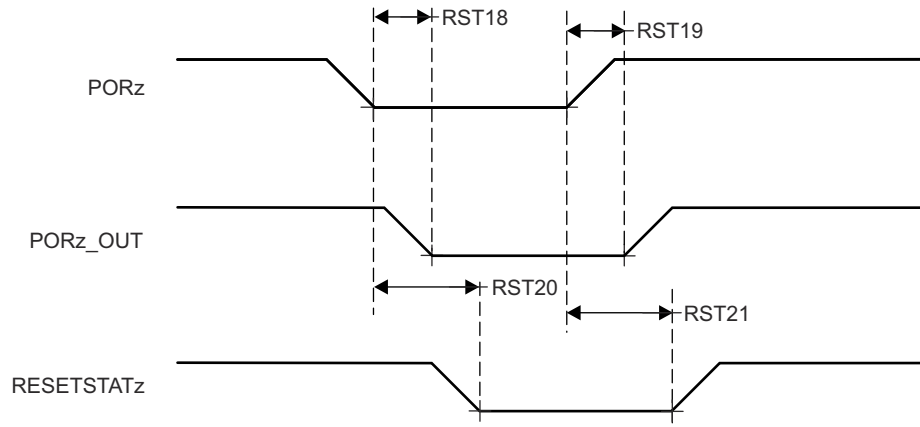 RST18
RST19
PORz
PORz_OUT
RST20
RST21
RESETSTATz